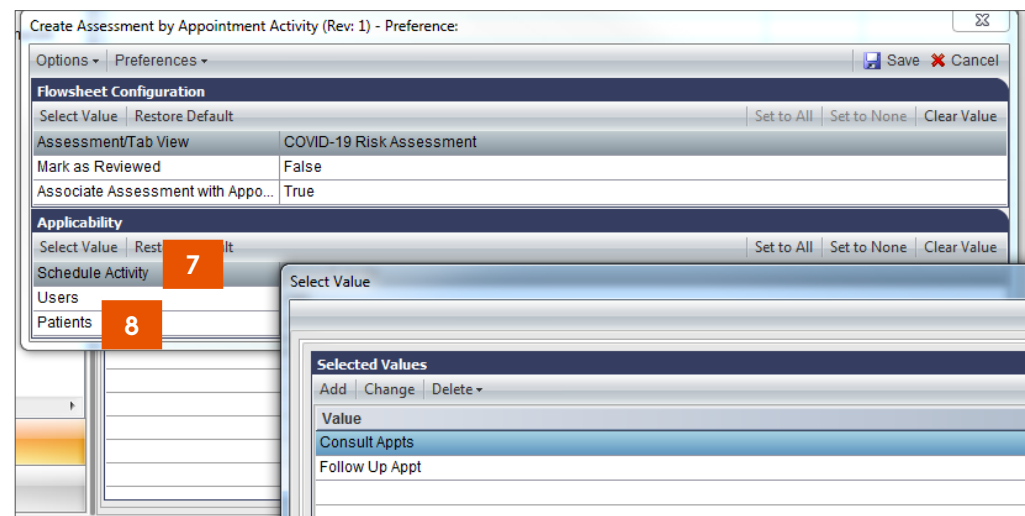 Create Assessment by Appointment Activity (Rev: 1) - Preference:
Options Preferences Save Cancel
Flowsheet Configuration
Select Value Restore Default Set to All Set to None Clear Value
Assessment/Tab View COVID-19 Risk Assessment
Mark as Reviewed False
Associate Assessment with Appo... True
Applicability
Select Value Set to All Set to None Clear Value
7
Schedule Activity
Select Value
Users
Patients
8
Selected Values
Add Change Delete
Value
Consult Appts
Follow Up Appt